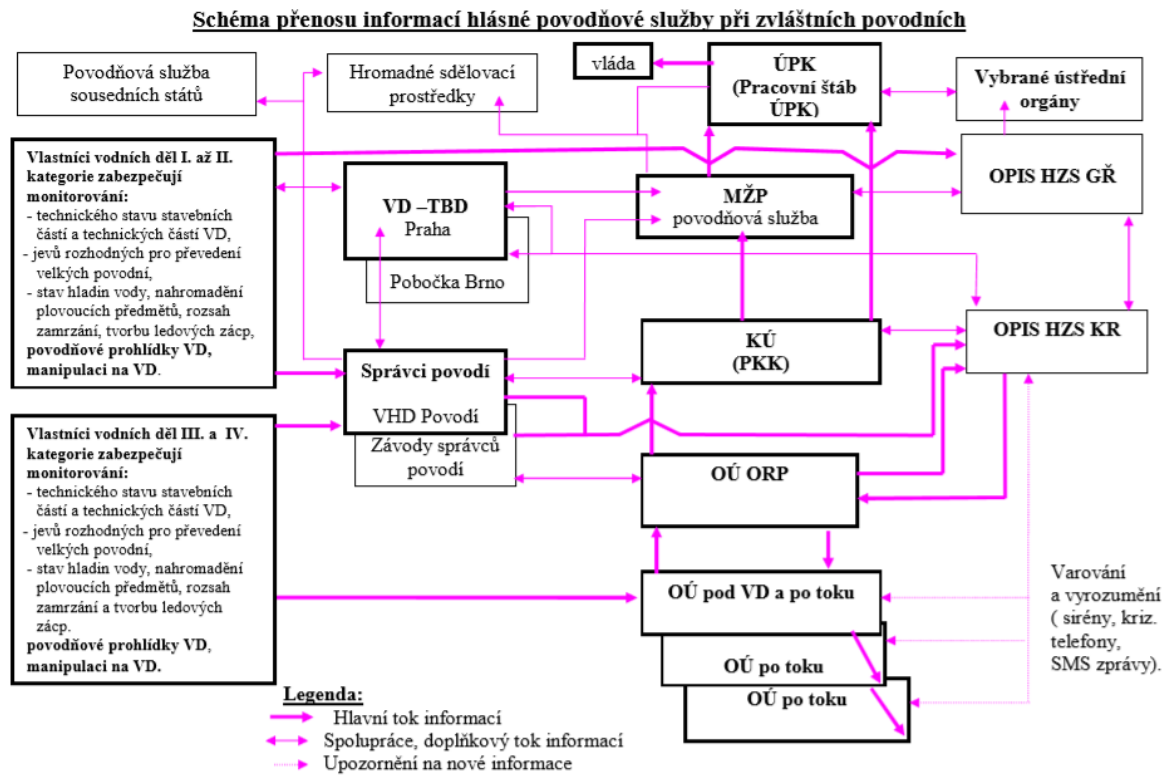 Schéma přenosu informací hlásné povodňové služby při zvláštních povodních
Povodňová služba
sousedních států
Hromadné sdělovací
prostředky
vláda
ÚPK
(Pracovní štáb
ÚPK)
Vybrané ústřední
orgány
Vlastníci vodních děl I. až II.
kategorie zabezpečují
monitorování:
- technického stavu stavebních
částí a technických částí VD,
- jevů rozhodných pro převedení
velkých povodní,
- stav hladin vody, nahromadění
plovoucích předmětů, rozsah
zamrzání, tvorbu ledových zácp,
povodňové prohlídky VD,
manipulaci na VD.
VD –TBD
Praha
Pobočka Brno
MŽP
povodňová služba
OPIS HZS GŘ
Správci povodí
VHD Povodí
Závody správců
povodí
KÚ
(PKK)
OPIS HZS KR
Vlastníci vodních děl III. a IV.
kategorie zabezpečují
monitorování:
- technického stavu stavebních
částí a technických částí VD,
- jevů rozhodných pro převedení
velkých povodní,
- stav hladin vody, nahromadění
plovoucích předmětů, rozsah
zamrzání a tvorbu ledových
zácp.
povodňové prohlídky VD,
manipulaci na VD.
OÚ ORP
OÚ pod VD a po toku
OÚ po toku
OÚ po toku
Varování
a vyrozumění
( sirény, kriz.
telefony,
SMS zprávy).
Legenda:
Hlavní tok informací
Spolupráce, doplňkový tok informací
Upozornění na nové informace